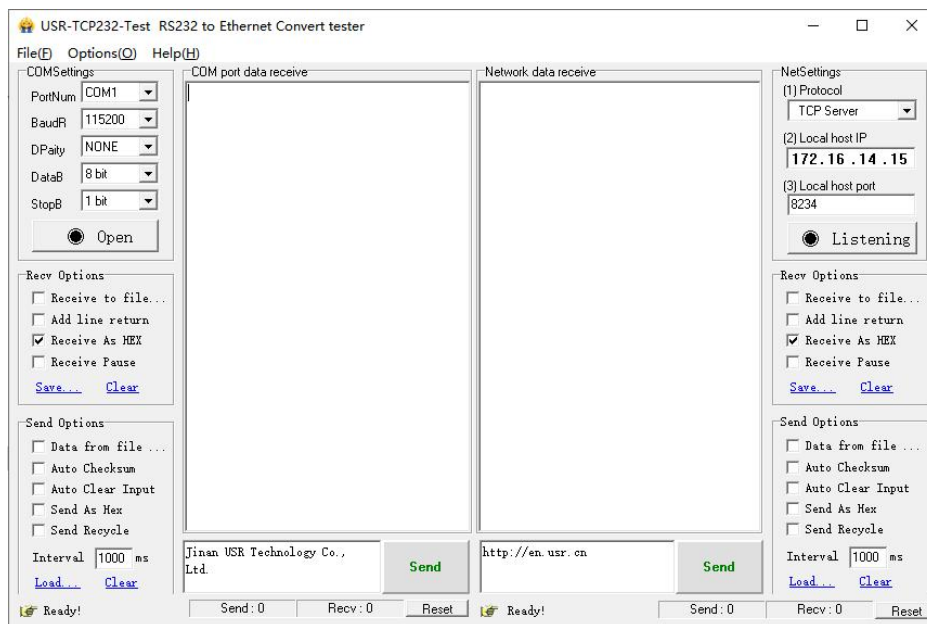 USR-TCP232-Test RS232 to Ethernet Convert tester
File(F) Options(O) Help(H)
COMSettings
PortNum COM1
BaudR 115200
DPaity NONE
DataB 8 bit
StopB 1 bit
Open
Recv Options
Receive to file...
Add line return
Receive As HEX
Receive Pause
Save... Clear
Send Options
Data from file ...
Auto Checksum
Auto Clear Input
Send As Hex
Send Recycle
Interval 1000 ms
Load... Clear
COM port data receive
Jinan USR Technology Co.,
Ltd.
Send
Network data receive
http://en.usr.cn
Send
NetSettings
(1) Protocol
TCP Server
(2) Local host IP
172.16.14.15
(3) Local host port
8234
Listening
Recv Options
Receive to file...
Add line return
Receive As HEX
Receive Pause
Save... Clear
Send Options
Data from file ...
Auto Checksum
Auto Clear Input
Send As Hex
Send Recycle
Interval 1000 ms
Load... Clear
Ready! Send : 0 Recv : 0 Reset
Ready! Send : 0 Recv : 0 Reset